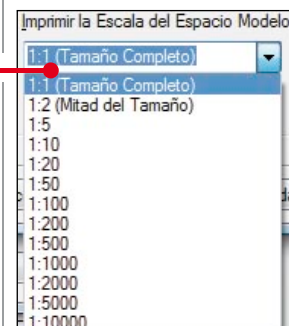 Imprimir la Escala del Espacio Modelo
1:1 (Tamaño Completo)
1:1 (Tamaño Completo)
1:2 (Mitad del Tamaño)
1:5
1:10
1:20
1:50
1:100
1:200
1:500
1:1000
1:2000
1:5000
1:10000